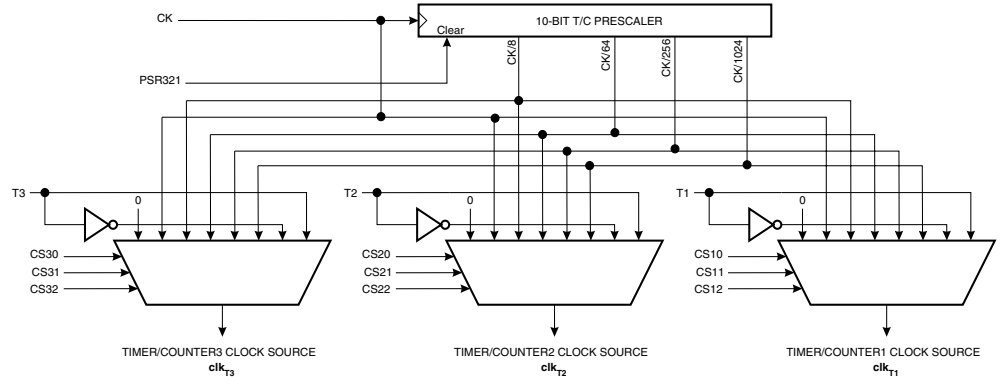 CK
10-BIT T/C PRESCALER
Clear
CK/8
CK/64
CK/256
CK/1024
PSR321
T3
0
T2
0
T1
0
CS30
CS31
CS32
CS20
CS21
CS22
CS10
CS11
CS12
TIMER/COUNTER3 CLOCK SOURCE
clkT3
TIMER/COUNTER2 CLOCK SOURCE
clkT2
TIMER/COUNTER1 CLOCK SOURCE
clkT1